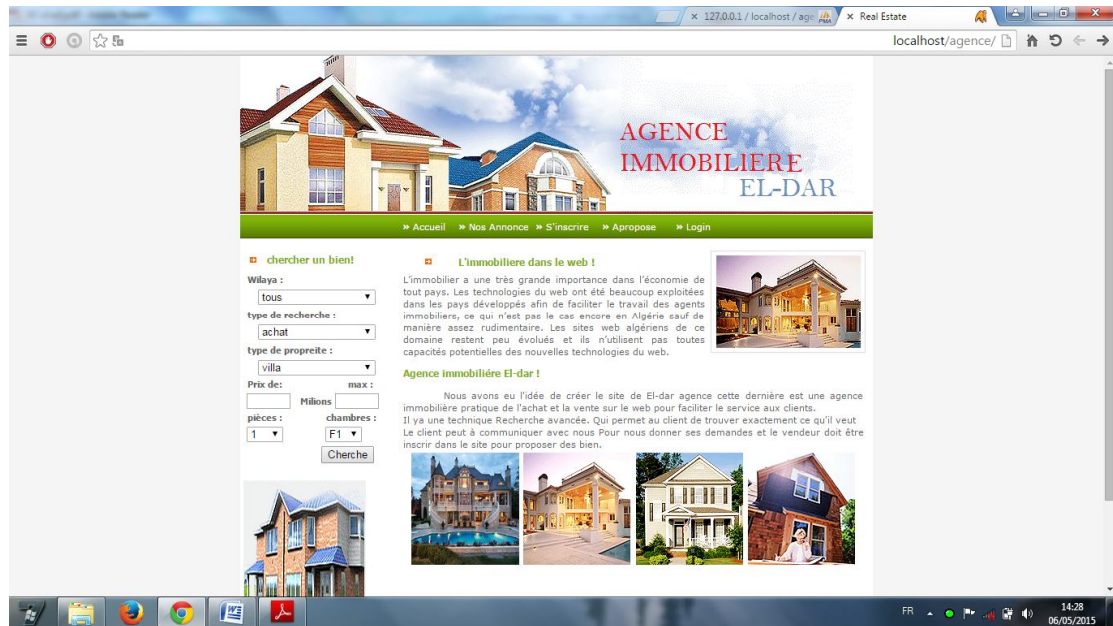 127.0.0.1 / localhost / age
Real Estate
localhost/agence/
AGENCE
IMMOBILIERE
EL-DAR
» Accueil » Nos Annonce » S'inscrire » Apropose » Login
chercher un bien!
Wilaya :
tous
type de recherche :
achat
type de propreite :
villa
Prix de: max :
Milions
pièces : chambres :
1 F1
Cherche
L'immobiliere dans le web !
L'immobilier a une très grande importance dans l'économie de
tout pays. Les technologies du web ont été beaucoup exploitées
dans les pays développés afin de faciliter le travail des agents
immobiliers, ce qui n'est pas le cas encore en Algérie sauf de
manière assez rudimentaire. Les sites web algériens de ce
domaine restent peu évolués et ils n'utilisent pas toutes
capacités potentielles des nouvelles technologies du web.
Agence immobiliére El-dar !
Nous avons eu l'idée de créer le site de El-dar agence cette dernière est une agence
immobilière pratique de l'achat et la vente sur le web pour faciliter le service aux clients.
Il ya une technique Recherche avancée. Qui permet au client de trouver exactement ce qu'il veut
Le client peut à communiquer avec nous Pour nous donner ses demandes et le vendeur doit être
inscrir dans le site pour proposer des bien.
FR
14:28
06/05/2015